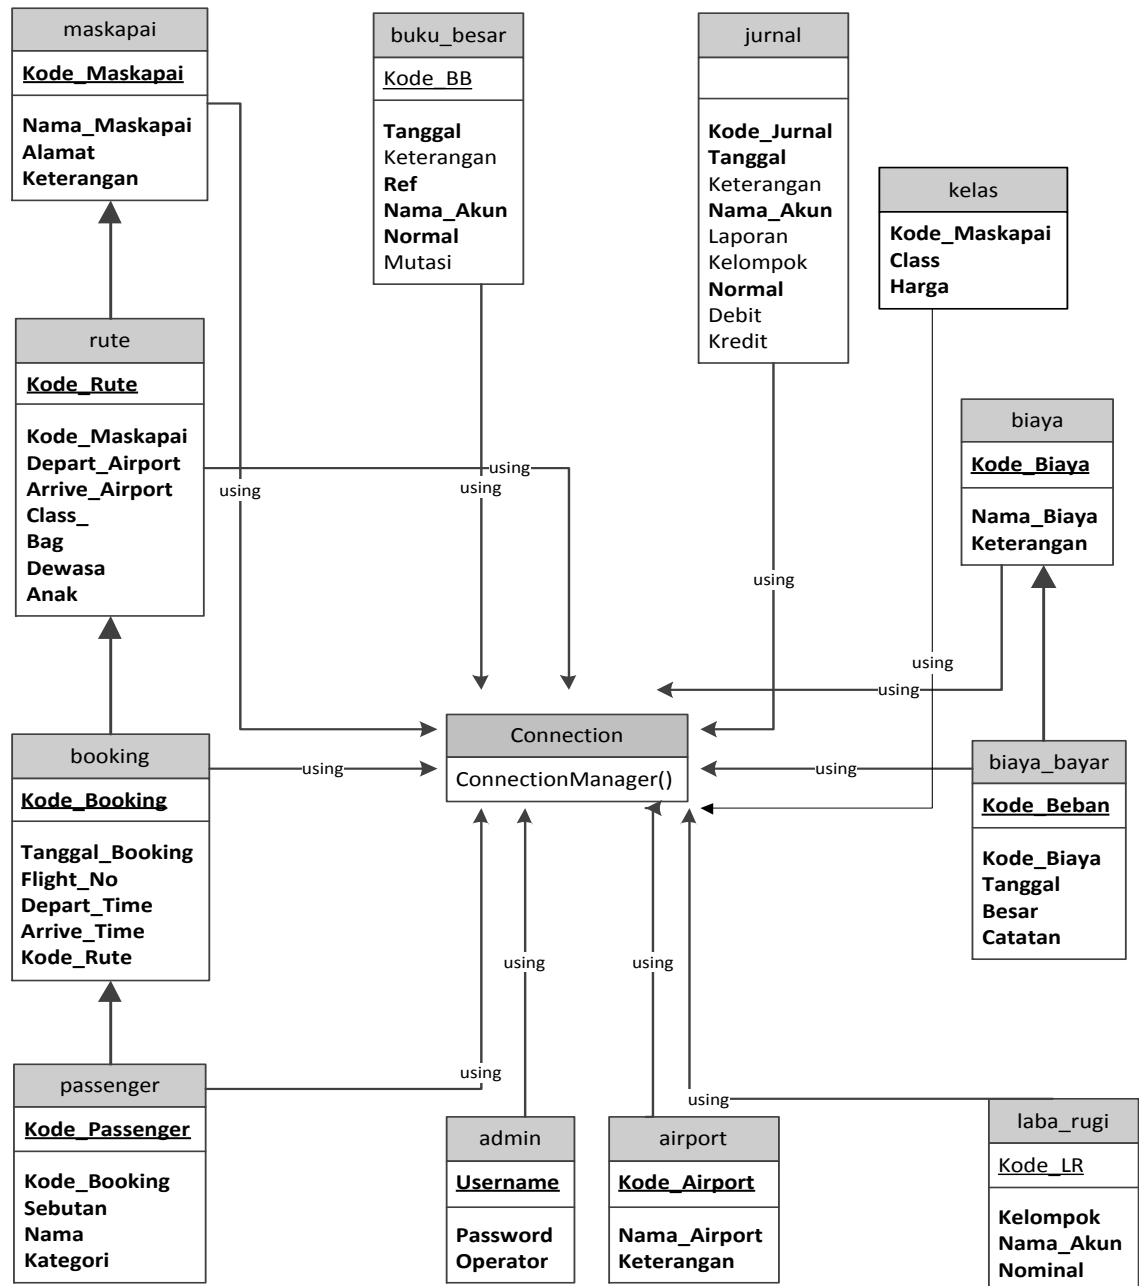 maskapai
Kode_Maskapai
Nama_Maskapai
Alamat
Keterangan
buku_besar
Kode_BB
Tanggal
Keterangan
Ref
Nama_Akun
Normal
Mutasi
jurnal
Kode_Jurnal
Tanggal
Keterangan
Nama_Akun
Laporan
Kelompok
Normal
Debit
Kredit
kelas
Kode_Maskapai
Class
Harga
rute
Kode_Rute
Kode_Maskapai
Depart_Airport
Arrive_Airport
Class_
Bag
Dewasa
Anak
biaya
Kode_Biaya
Nama_Biaya
Keterangan
using
using
using
using
using
using
booking
Kode_Booking
Tanggal_Booking
Flight_No
Depart_Time
Arrive_Time
Kode_Rute
using
Connection
ConnectionManager()
using
biaya_bayar
Kode_Beban
Kode_Biaya
Tanggal
Besar
Catatan
using
using
using
using
passenger
Kode_Passenger
Kode_Booking
Sebutan
Nama
Kategori
admin
Username
Password
Operator
airport
Kode_Airport
Nama_Airport
Keterangan
laba_rugi
Kode_LR
Kelompok
Nama_Akun
Nominal